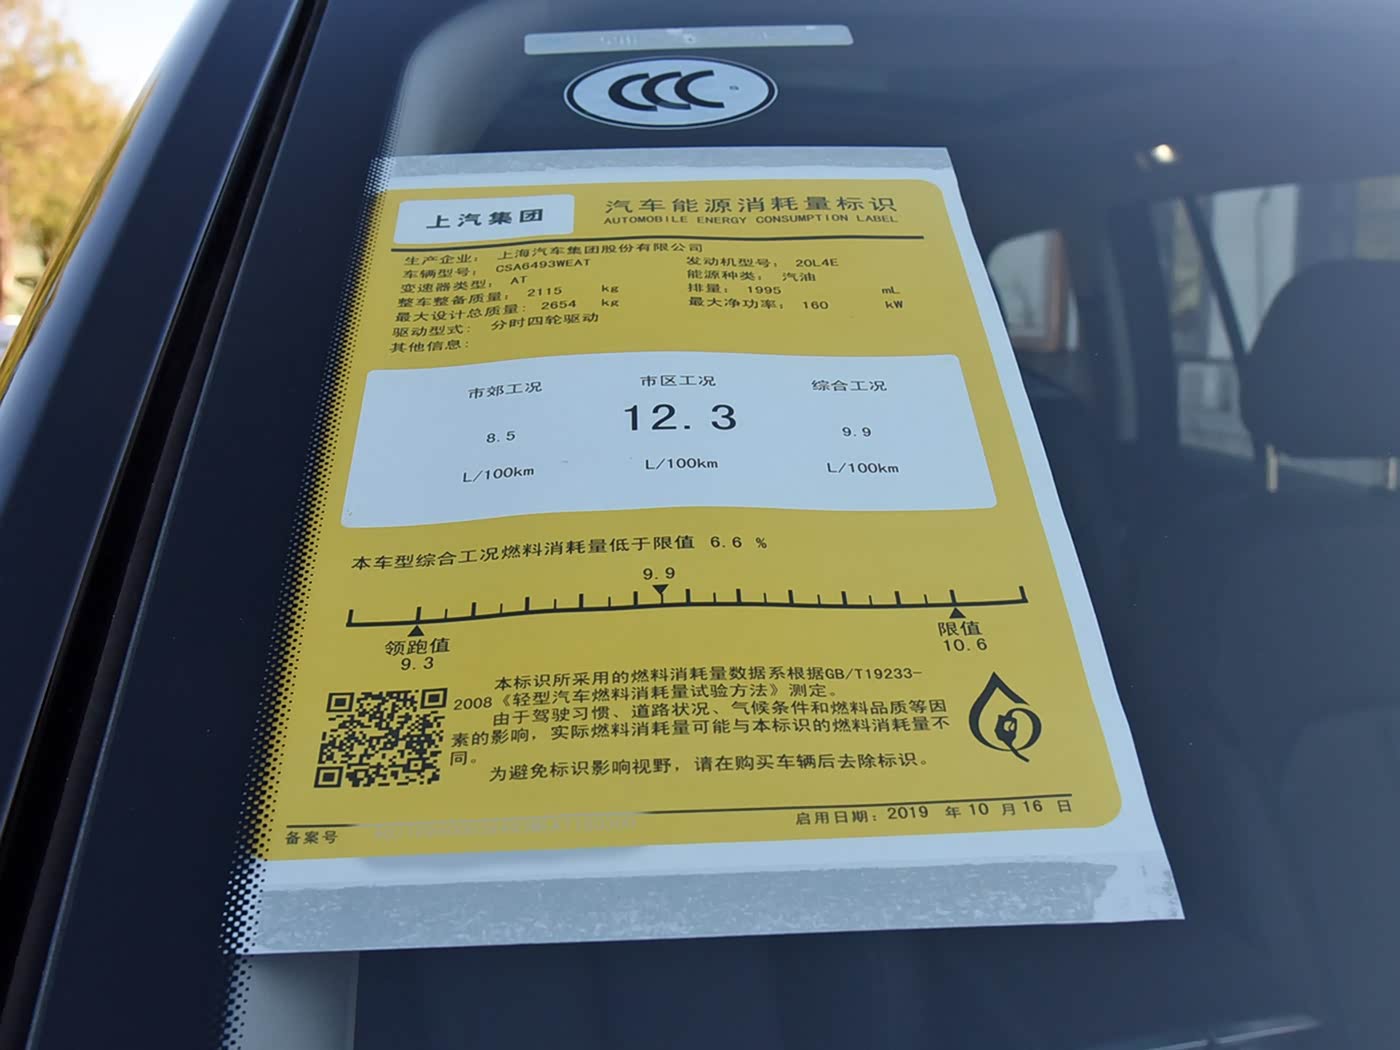 CCC
上汽集团
汽车能源消耗量标识
AUTOMOBILE ENERGY CONSUMPTION LABEL
生产企业: 上海汽车集团股份有限公司
车辆型号: CSA6493WEAT
发动机型号: 20L4E
变速器类型: AT
能源种类: 汽油
整车整备质量: 2115 kg
排量: 1995 mL
最大设计总质量: 2654 kg
最大净功率: 160 kW
驱动型式: 分时四轮驱动
其他信息:
市郊工况 市区工况 综合工况
8.5 12.3 9.9
L/100km L/100km L/100km
本车型综合工况燃料消耗量低于限值 6.6 %
9.9
领跑值 限值
9.3 10.6
本标识所采用的燃料消耗量数据系根据GB/T19233-
2008《轻型汽车燃料消耗量试验方法》测定。
由于驾驶习惯、道路状况、气候条件和燃料品质等因
素的影响，实际燃料消耗量可能与本标识的燃料消耗量不
同。
为避免标识影响视野，请在购买车辆后去除标识。
备案号
启用日期: 2019 年 10 月 16 日